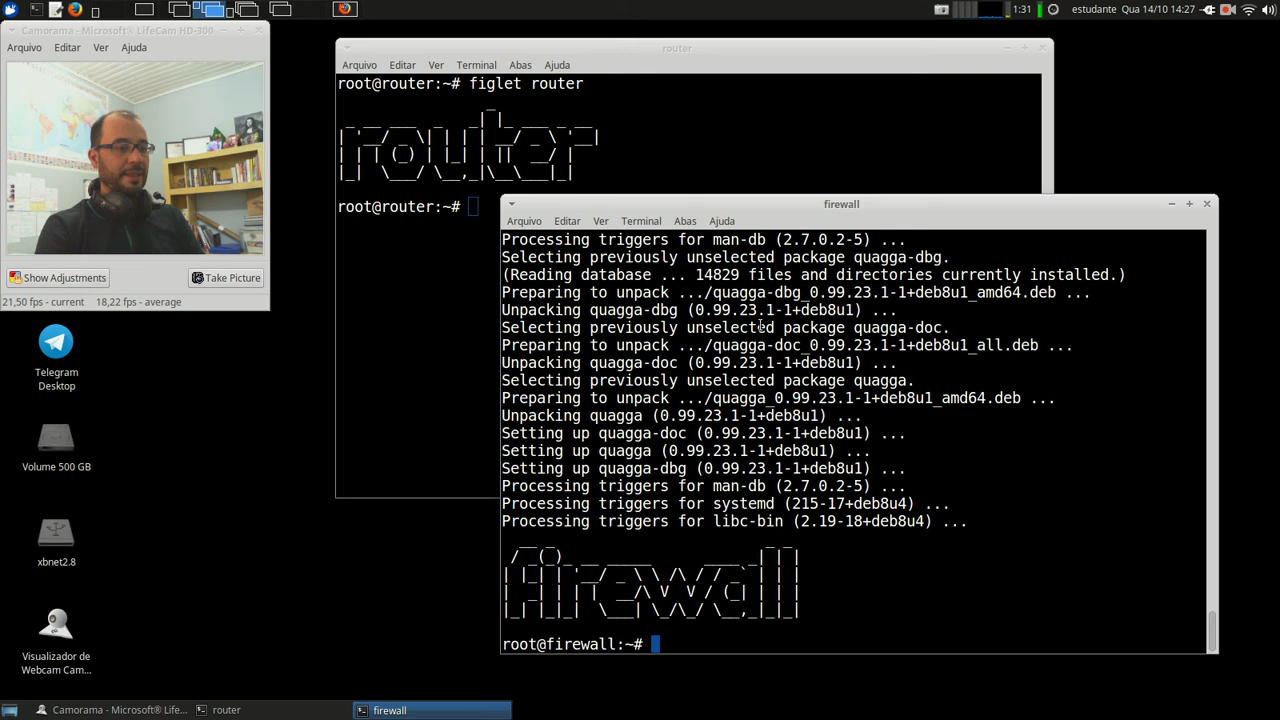 1:31
estudante
Qua 14/10 14:27
Camorama - Microsoft® LifeCam HD-300
Arquivo Editar Ver Ajuda
Show Adjustments
Take Picture
21,50 fps - current 18,22 fps - average
Telegram
Desktop
Volume 500 GB
xbnet2.8
Visualizador de
Webcam Cam...
router
Arquivo Editar Ver Terminal Abas Ajuda
root@router:~# figlet router
router
root@router:~#
firewall
Arquivo Editar Ver Terminal Abas Ajuda
Processing triggers for man-db (2.7.0.2-5) ...
Selecting previously unselected package quagga-dbg.
(Reading database ... 14829 files and directories currently installed.)
Preparing to unpack .../quagga-dbg_0.99.23.1-1+deb8u1_amd64.deb ...
Unpacking quagga-dbg (0.99.23.1-1+deb8u1) ...
Selecting previously unselected package quagga-doc.
Preparing to unpack .../quagga-doc_0.99.23.1-1+deb8u1_all.deb ...
Unpacking quagga-doc (0.99.23.1-1+deb8u1) ...
Selecting previously unselected package quagga.
Preparing to unpack .../quagga_0.99.23.1-1+deb8u1_amd64.deb ...
Unpacking quagga (0.99.23.1-1+deb8u1) ...
Setting up quagga-doc (0.99.23.1-1+deb8u1) ...
Setting up quagga (0.99.23.1-1+deb8u1) ...
Setting up quagga-dbg (0.99.23.1-1+deb8u1) ...
Processing triggers for man-db (2.7.0.2-5) ...
Processing triggers for systemd (215-17+deb8u4) ...
Processing triggers for libc-bin (2.19-18+deb8u4) ...
firewall
root@firewall:~#
Camorama - Microsoft® LifeCa...
router
firewall